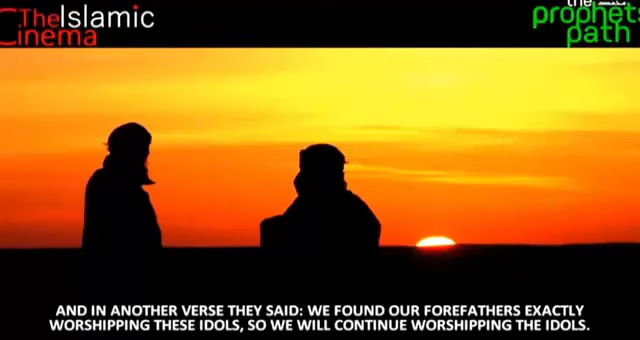 TheIslamic
Cinema
the
prophets
path
AND IN ANOTHER VERSE THEY SAID: WE FOUND OUR FOREFATHERS EXACTLY
WORSHIPPING THESE IDOLS, SO WE WILL CONTINUE WORSHIPPING THE IDOLS.